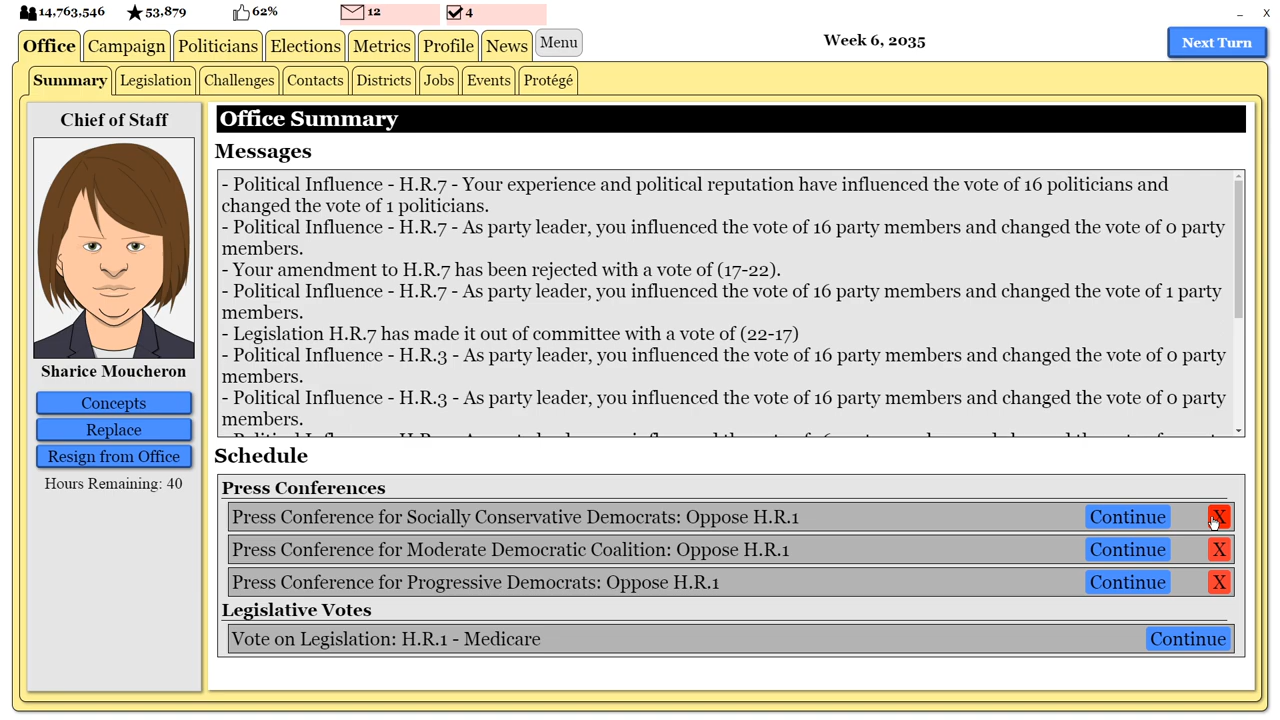 14,763,546 53,879 62% 12 4 _ X
Office Campaign Politicians Elections Metrics Profile News Menu Week 6, 2035 Next Turn
Summary Legislation Challenges Contacts Districts Jobs Events Protégé
Chief of Staff
Sharice Moucheron
Concepts
Replace
Resign from Office
Hours Remaining: 40
Office Summary
Messages
- Political Influence - H.R.7 - Your experience and political reputation have influenced the vote of 16 politicians and
changed the vote of 1 politicians.
- Political Influence - H.R.7 - As party leader, you influenced the vote of 16 party members and changed the vote of 0 party
members.
- Your amendment to H.R.7 has been rejected with a vote of (17-22).
- Political Influence - H.R.7 - As party leader, you influenced the vote of 16 party members and changed the vote of 1 party
members.
- Legislation H.R.7 has made it out of committee with a vote of (22-17)
- Political Influence - H.R.3 - As party leader, you influenced the vote of 16 party members and changed the vote of 0 party
members.
- Political Influence - H.R.3 - As party leader, you influenced the vote of 16 party members and changed the vote of 0 party
members.
Schedule
Press Conferences
Press Conference for Socially Conservative Democrats: Oppose H.R.1 Continue X
Press Conference for Moderate Democratic Coalition: Oppose H.R.1 Continue X
Press Conference for Progressive Democrats: Oppose H.R.1 Continue X
Legislative Votes
Vote on Legislation: H.R.1 - Medicare Continue